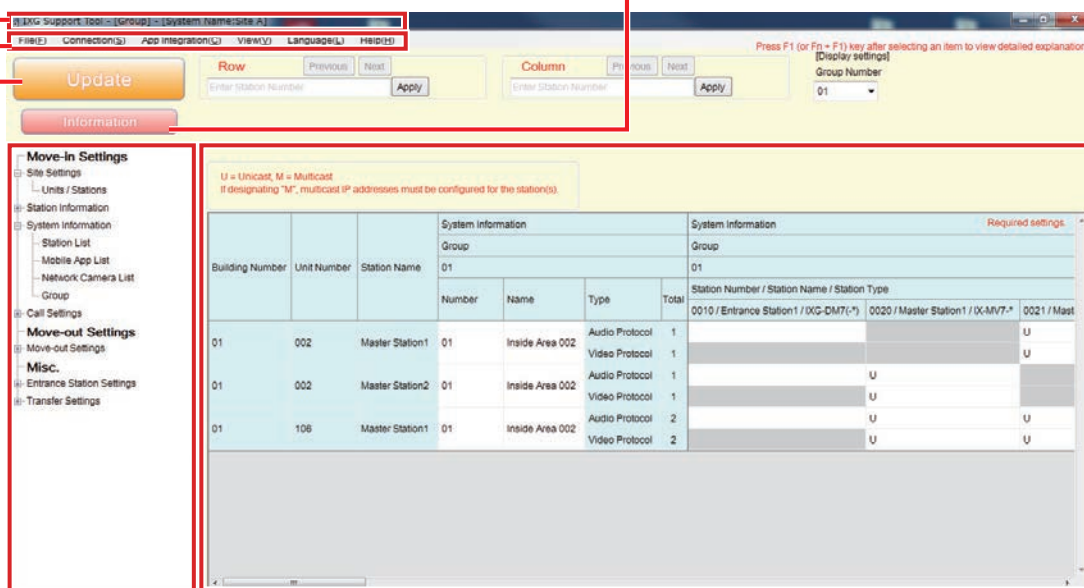 IXG Support Tool - [Group] - [System Name:Site A]
File(F) Connection(S) App Integration(C) View(V) Language(L) Help(H)
Press F1 (or Fn + F1) key after selecting an item to view detailed explanation
Update
Row Previous Next
Enter Station Number Apply
Column Previous Next
Enter Station Number Apply
[Display settings]
Group Number
01
Information
Move-in Settings
Site Settings
Units / Stations
Station Information
System Information
Station List
Mobile App List
Network Camera List
Group
Call Settings
Move-out Settings
Move-out Settings
Misc.
Entrance Station Settings
Transfer Settings
U = Unicast, M = Multicast
If designating "M", multicast IP addresses must be configured for the station(s).
System Information System Information Required settings.
Group Group
Building Number Unit Number Station Name 01 01
Number Name Type Total Station Number / Station Name / Station Type
0010 / Entrance Station1 / IXG-DM7(-*) 0020 / Master Station1 / IX-MV7-* 0021 / Mast
01 002 Master Station1 01 Inside Area 002 Audio Protocol 1 U
Video Protocol 1 U
01 002 Master Station2 01 Inside Area 002 Audio Protocol 1 U
Video Protocol 1 U
01 106 Master Station1 01 Inside Area 002 Audio Protocol 2 U U
Video Protocol 2 U U